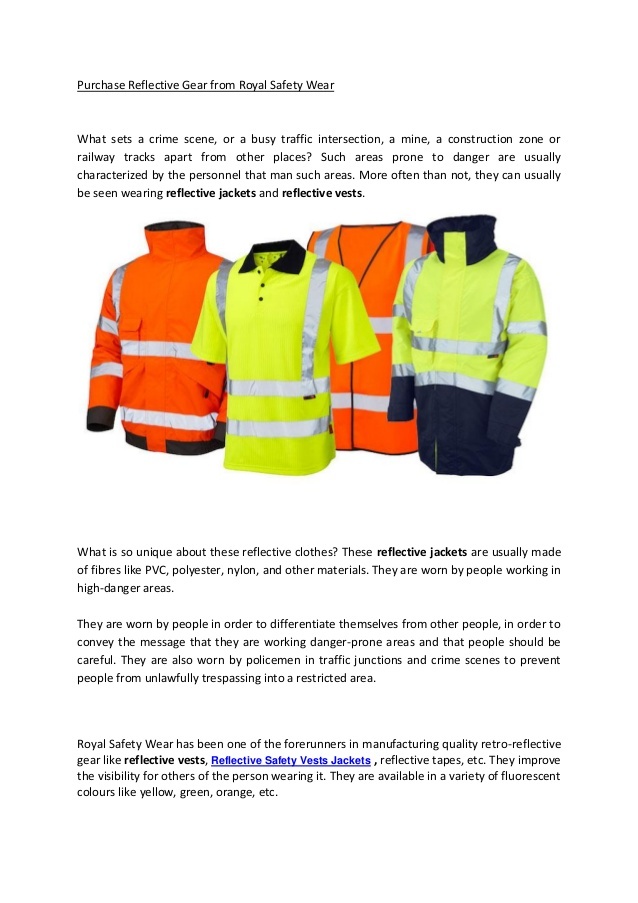 Purchase Reflective Gear from Royal Safety Wear
What sets a crime scene, or a busy traffic intersection, a mine, a construction zone or
railway tracks apart from other places? Such areas prone to danger are usually
characterized by the personnel that man such areas. More often than not, they can usually
be seen wearing reflective jackets and reflective vests.
What is so unique about these reflective clothes? These reflective jackets are usually made
of fibres like PVC, polyester, nylon, and other materials. They are worn by people working in
high-danger areas.
They are worn by people in order to differentiate themselves from other people, in order to
convey the message that they are working danger-prone areas and that people should be
careful. They are also worn by policemen in traffic junctions and crime scenes to prevent
people from unlawfully trespassing into a restricted area.
Royal Safety Wear has been one of the forerunners in manufacturing quality retro-reflective
gear like reflective vests, Reflective Safety Vests Jackets , reflective tapes, etc. They improve
the visibility for others of the person wearing it. They are available in a variety of fluorescent
colours like yellow, green, orange, etc.